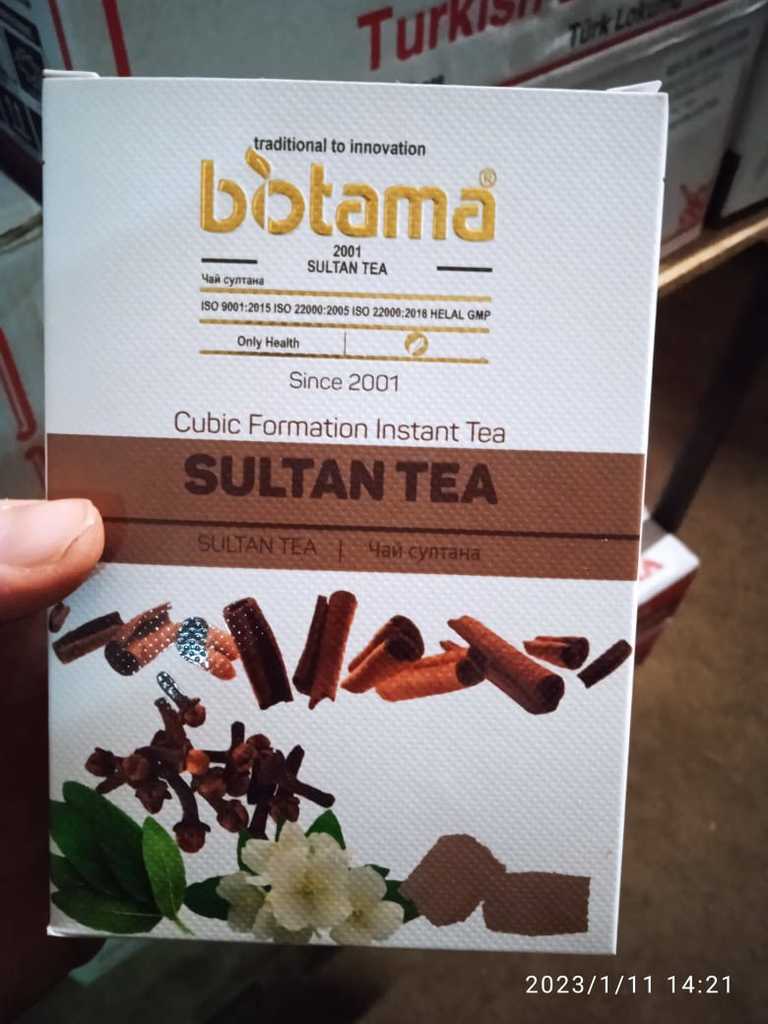 Turkish
Türk Lokumu
traditional to innovation
botama®
2001
SULTAN TEA
Чай султана
ISO 9001:2015 ISO 22000:2005 ISO 22000:2018 HELAL GMP
Only Health
Since 2001
Cubic Formation Instant Tea
SULTAN TEA
SULTAN TEA | Чай султана
2023/1/11 14:21